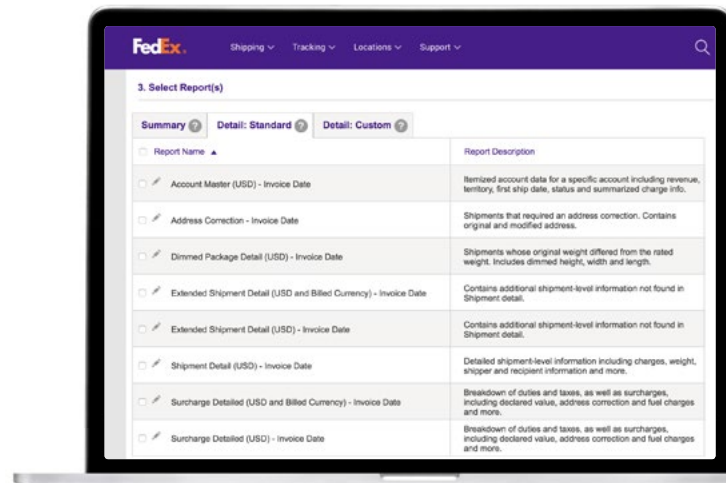 FedEx
Shipping Tracking Locations Support
3. Select Report(s)
Summary ? Detail: Standard ? Detail: Custom ?
Report Name ▲ Report Description
Account Master (USD) - Invoice Date
Itemized account data for a specific account including revenue,
territory, first ship date, status and summarized charge info.
Address Correction - Invoice Date
Shipments that required an address correction. Contains
original and modified address.
Dimmed Package Detail (USD) - Invoice Date
Shipments whose original weight differed from the rated
weight. Includes dimmed height, width and length.
Extended Shipment Detail (USD and Billed Currency) - Invoice Date
Contains additional shipment-level information not found in
Shipment detail.
Extended Shipment Detail (USD) - Invoice Date
Contains additional shipment-level information not found in
Shipment detail.
Shipment Detail (USD) - Invoice Date
Detailed shipment-level information including charges, weight,
shipper and recipient information and more.
Surcharge Detailed (USD and Billed Currency) - Invoice Date
Breakdown of duties and taxes, as well as surcharges,
including declared value, address correction and fuel charges
and more.
Surcharge Detailed (USD) - Invoice Date
Breakdown of duties and taxes, as well as surcharges,
including declared value, address correction and fuel charges
and more.